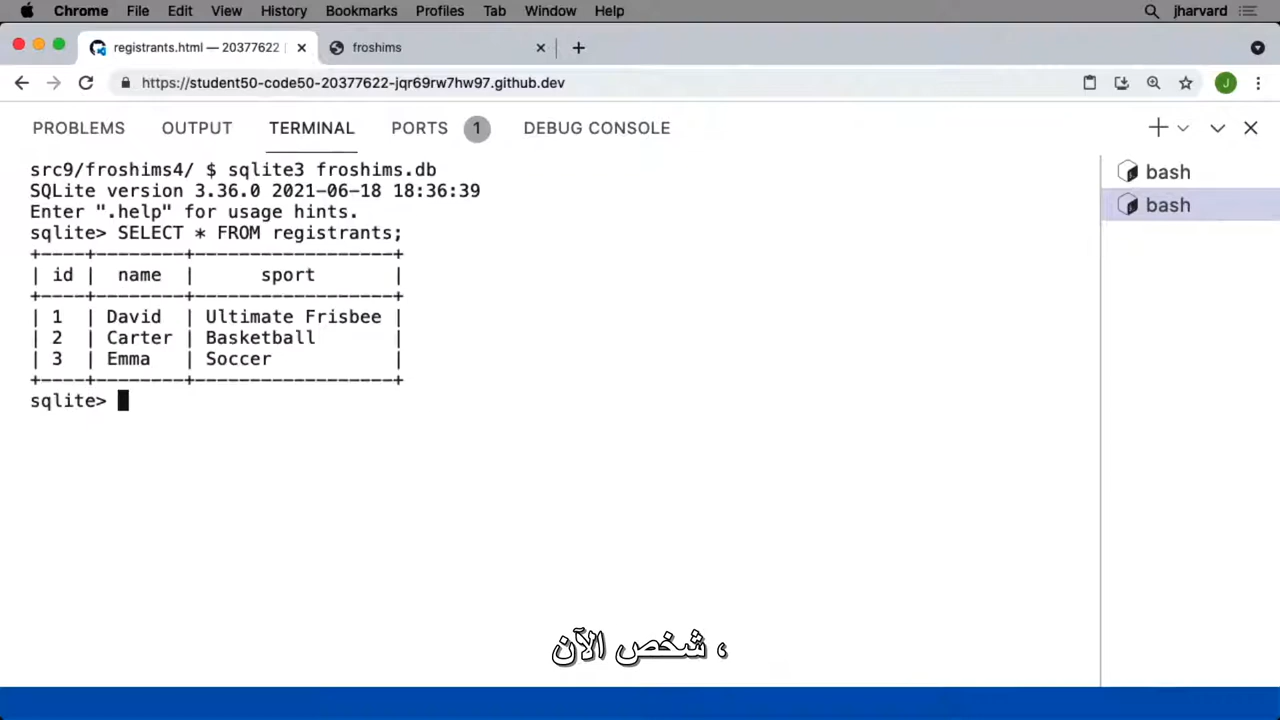 Chrome File Edit View History Bookmarks Profiles Tab Window Help jharvard
registrants.html — 20377622 froshims
https://student50-code50-20377622-jqr69rw7hw97.github.dev J
PROBLEMS OUTPUT TERMINAL PORTS 1 DEBUG CONSOLE
src9/froshims4/ $ sqlite3 froshims.db
SQLite version 3.36.0 2021-06-18 18:36:39
Enter ".help" for usage hints.
sqlite> SELECT * FROM registrants;
+----+--------+------------------+
| id | name | sport |
+----+--------+------------------+
| 1 | David | Ultimate Frisbee |
| 2 | Carter | Basketball |
| 3 | Emma | Soccer |
+----+--------+------------------+
sqlite>
bash
bash
، شخص الآن